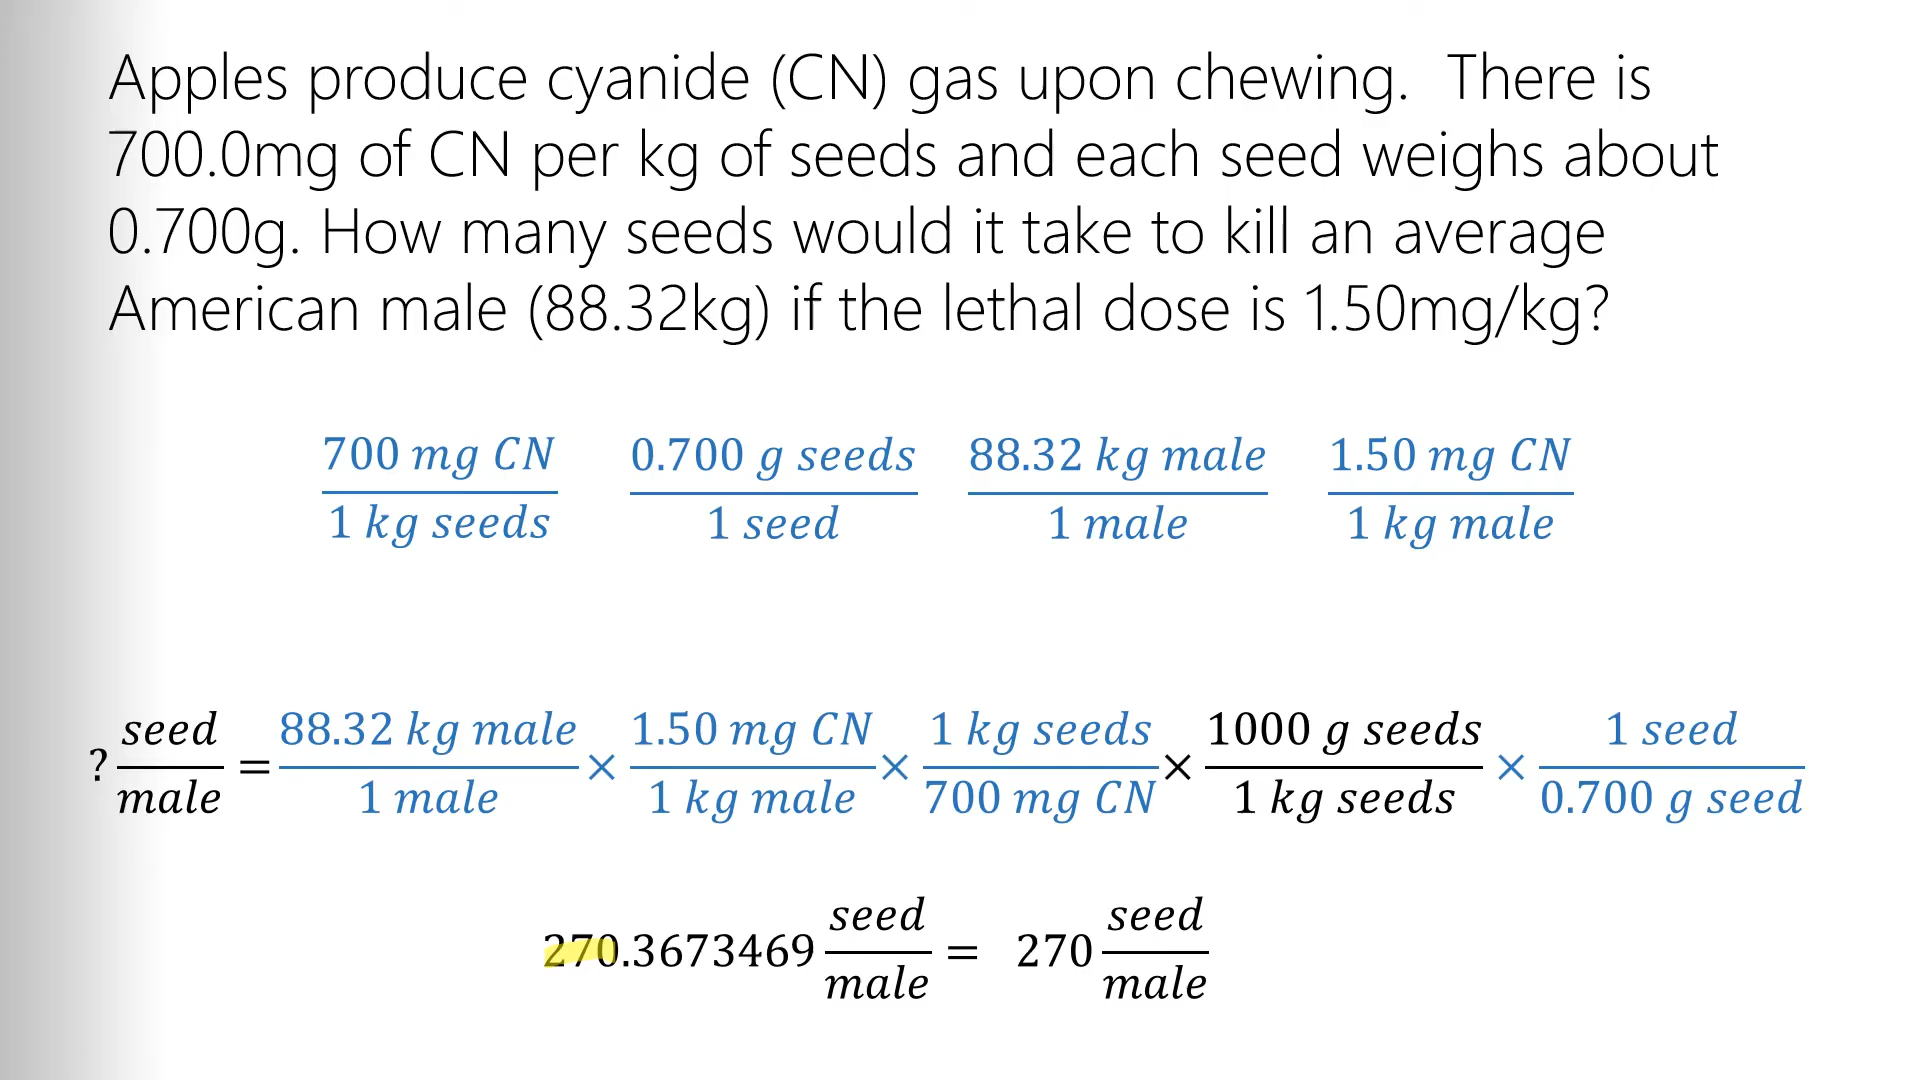 Apples produce cyanide (CN) gas upon chewing. There is
700.0mg of CN per kg of seeds and each seed weighs about
0.700g. How many seeds would it take to kill an average
American male (88.32kg) if the lethal dose is 1.50mg/kg?
700 mg CN 0.700 g seeds 88.32 kg male 1.50 mg CN
1 kg seeds 1 seed 1 male 1 kg male
seed 88.32 kg male 1.50 mg CN 1 kg seeds 1000 g seeds 1 seed
? = × × × ×
male 1 male 1 kg male 700 mg CN 1 kg seeds 0.700 g seed
seed seed
270.3673469 = 270
male male